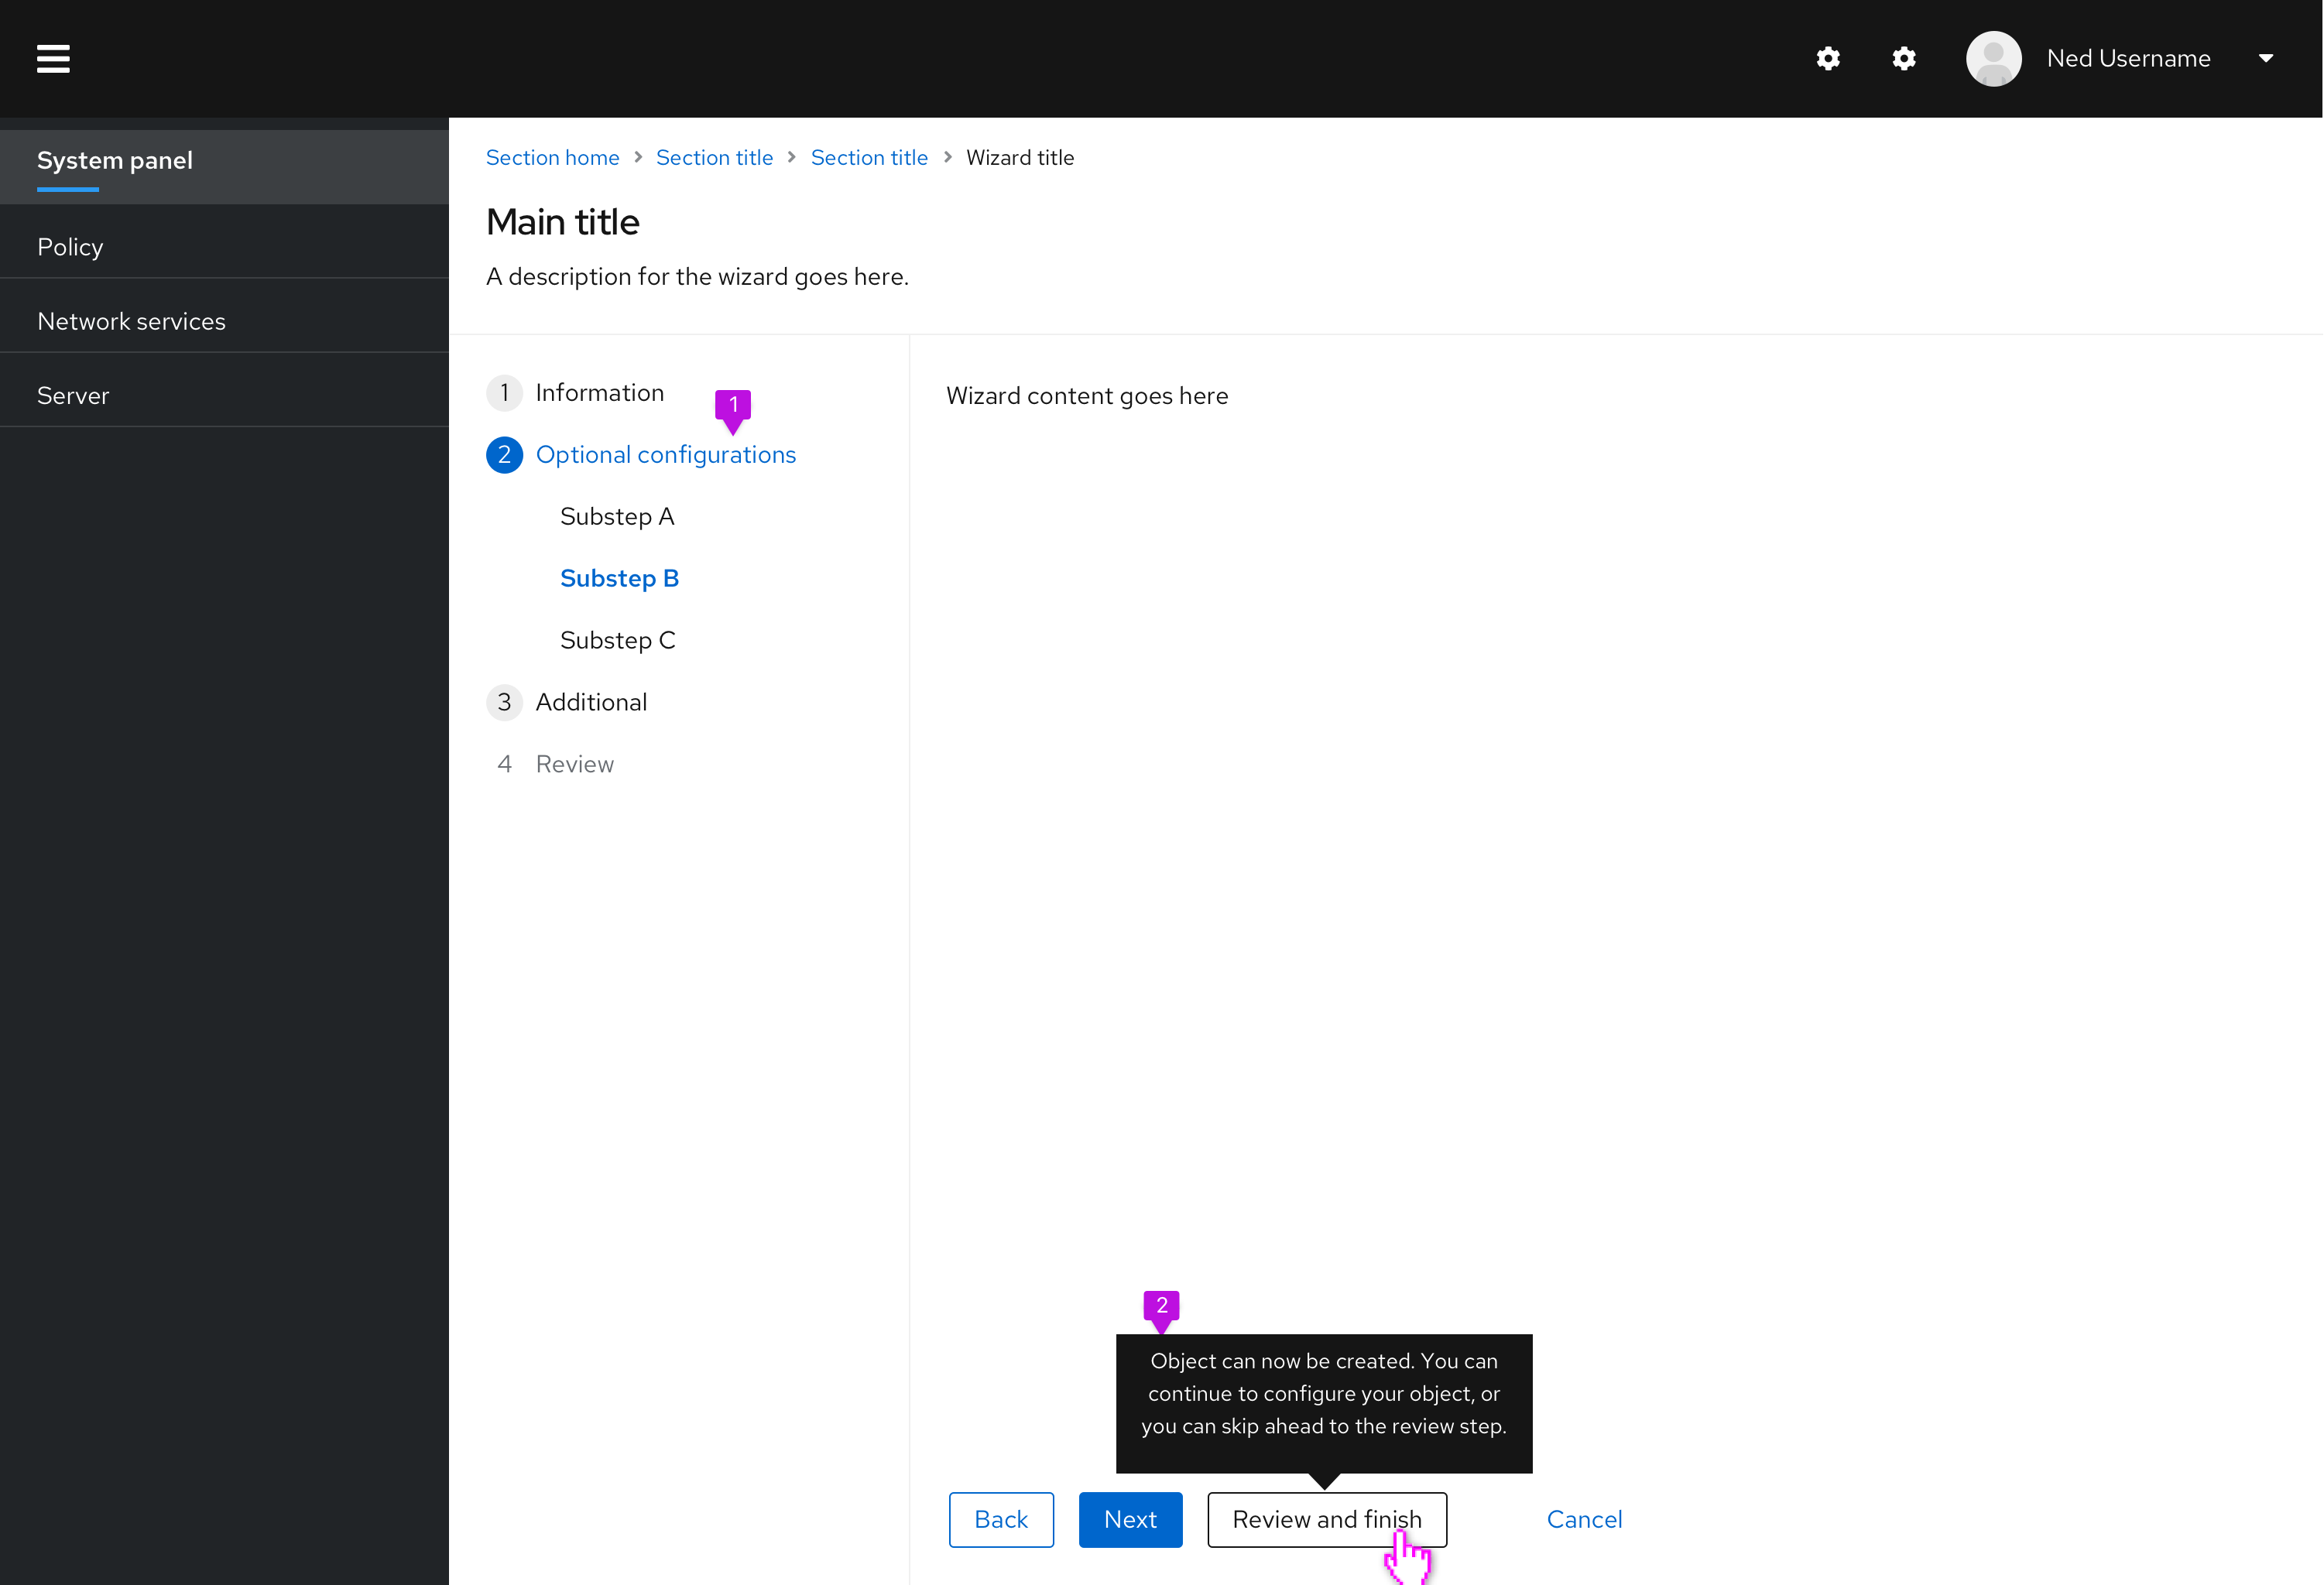 Ned Username
System panel
Policy
Network services
Server
Section home > Section title > Section title > Wizard title
Main title
A description for the wizard goes here.
1 Information
1
2 Optional configurations
Substep A
Substep B
Substep C
3 Additional
4 Review
Wizard content goes here
2
Object can now be created. You can
continue to configure your object, or
you can skip ahead to the review step.
Back Next Review and finish Cancel